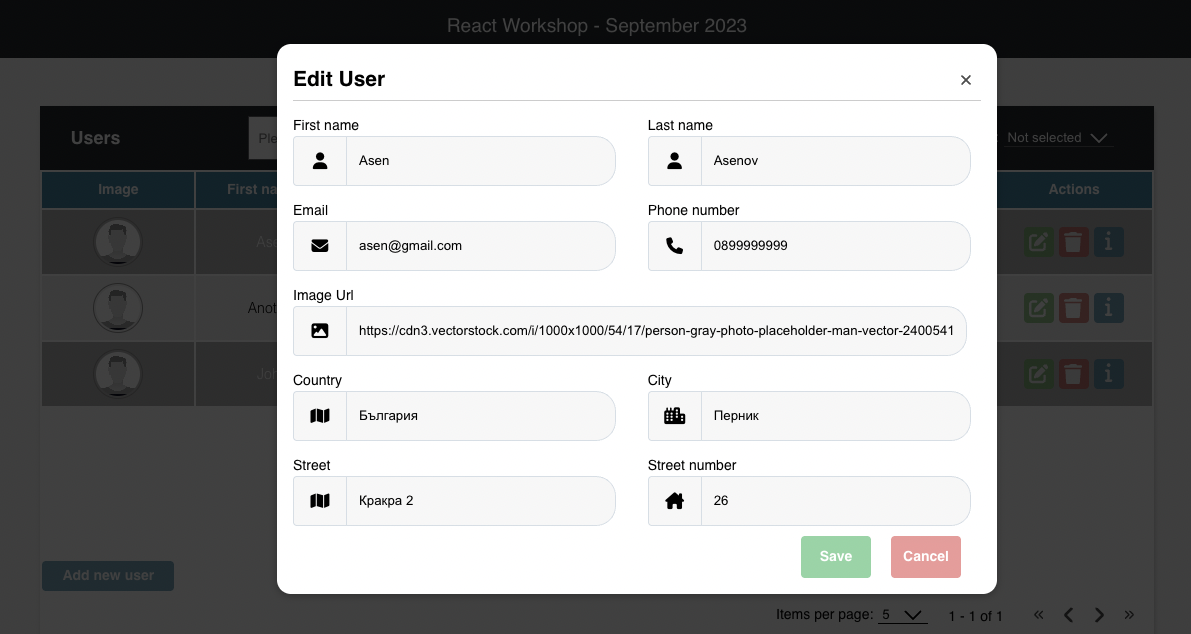 React Workshop - September 2023
Edit User
Users
Ple
Not selected
Image
First na
Actions
As
Anot
Joh
First name
Last name
Asen
Asenov
Email
Phone number
asen@gmail.com
0899999999
Image Url
https://cdn3.vectorstock.com/i/1000x1000/54/17/person-gray-photo-placeholder-man-vector-2400541
Country
City
България
Перник
Street
Street number
Кракра 2
26
Save
Cancel
Add new user
Items per page: 5
1 - 1 of 1